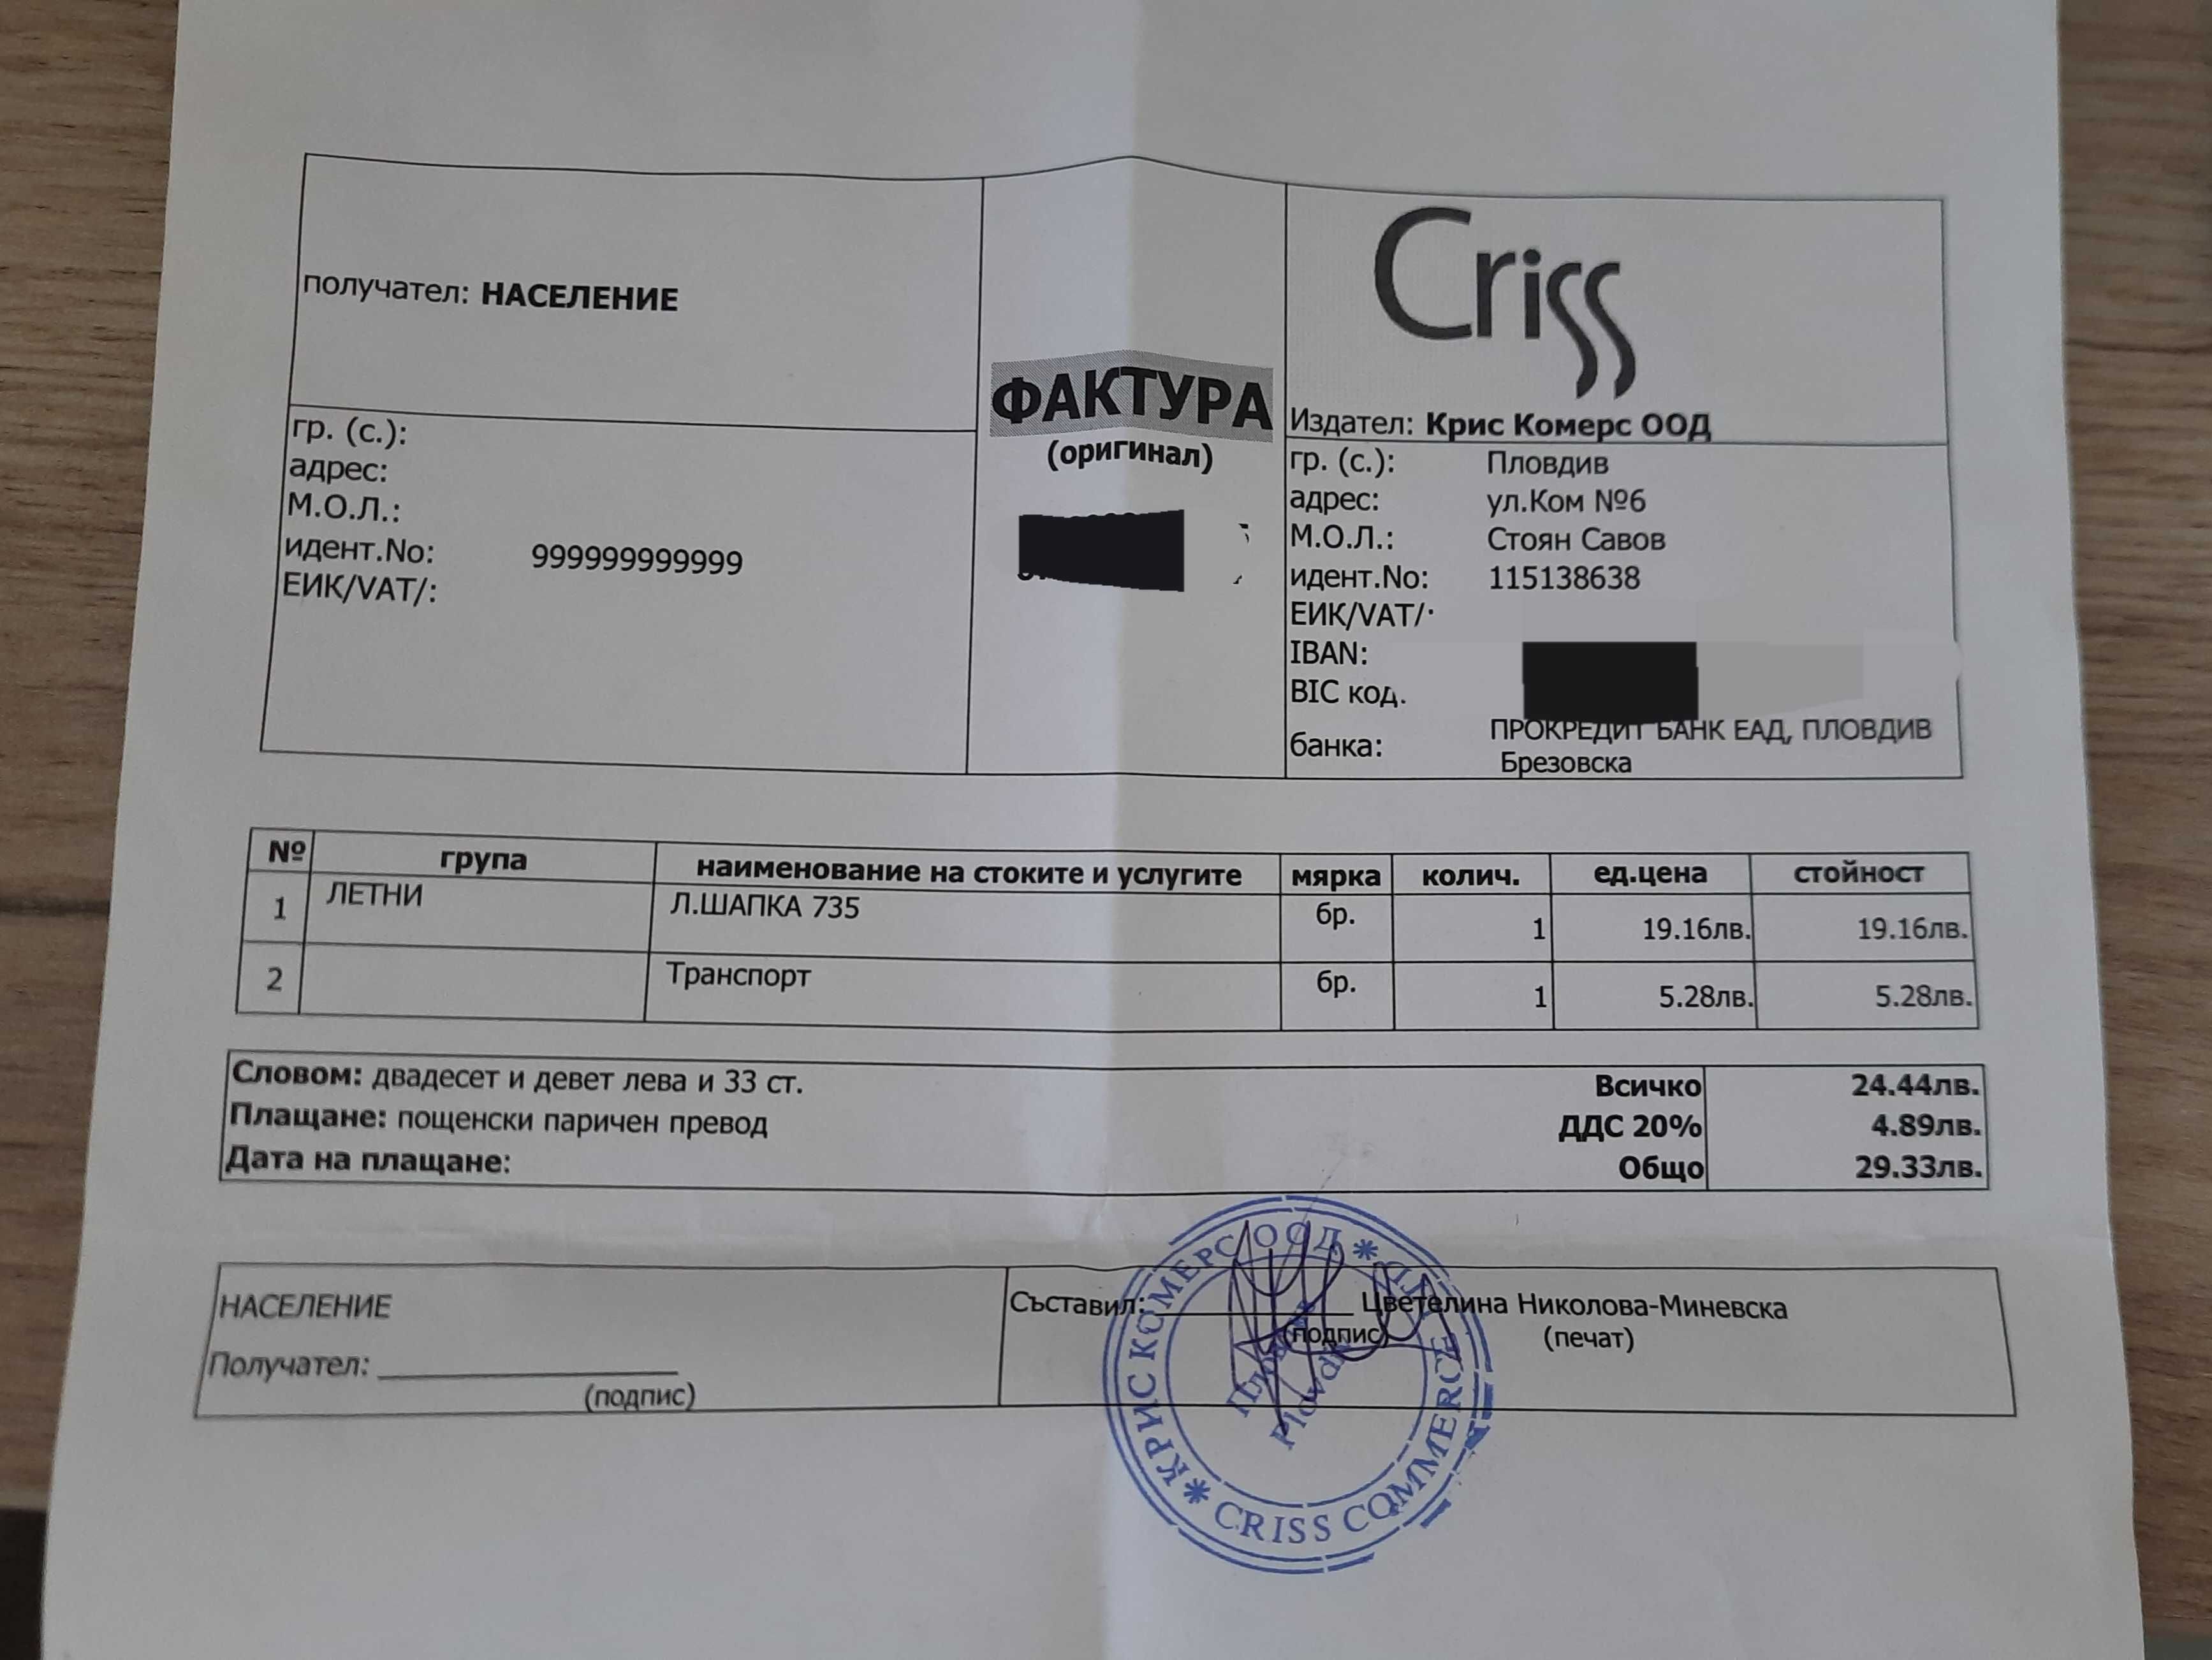 получател: НАСЕЛЕНИЕ
гр. (с.):
адрес:
М.О.Л.:
идент.No: 999999999999
ЕИК/VAT/:
ФАКТУРА
(оригинал)
Criss
Издател: Крис Комерс ООД
гр. (с.): Пловдив
адрес: ул.Ком №6
М.О.Л.: Стоян Савов
идент.No: 115138638
ЕИК/VAT/:
IBAN:
BIC код.
банка: ПРОКРЕДИТ БАНК ЕАД, ПЛОВДИВ
Брезовска
№ група наименование на стоките и услугите мярка колич. ед.цена стойност
1 ЛЕТНИ Л.ШАПКА 735 бр. 1 19.16лв. 19.16лв.
2 Транспорт бр. 1 5.28лв. 5.28лв.
Словом: двадесет и девет лева и 33 ст.
Плащане: пощенски паричен превод
Дата на плащане:
Всичко 24.44лв.
ДДС 20% 4.89лв.
Общо 29.33лв.
НАСЕЛЕНИЕ
Получател:
(подпис)
Съставил: Цветелина Николова-Миневска
(подпис) (печат)
КРИС КОМЕРС ООД
CRISS COMMERCE
Пловдив
Plovdiv